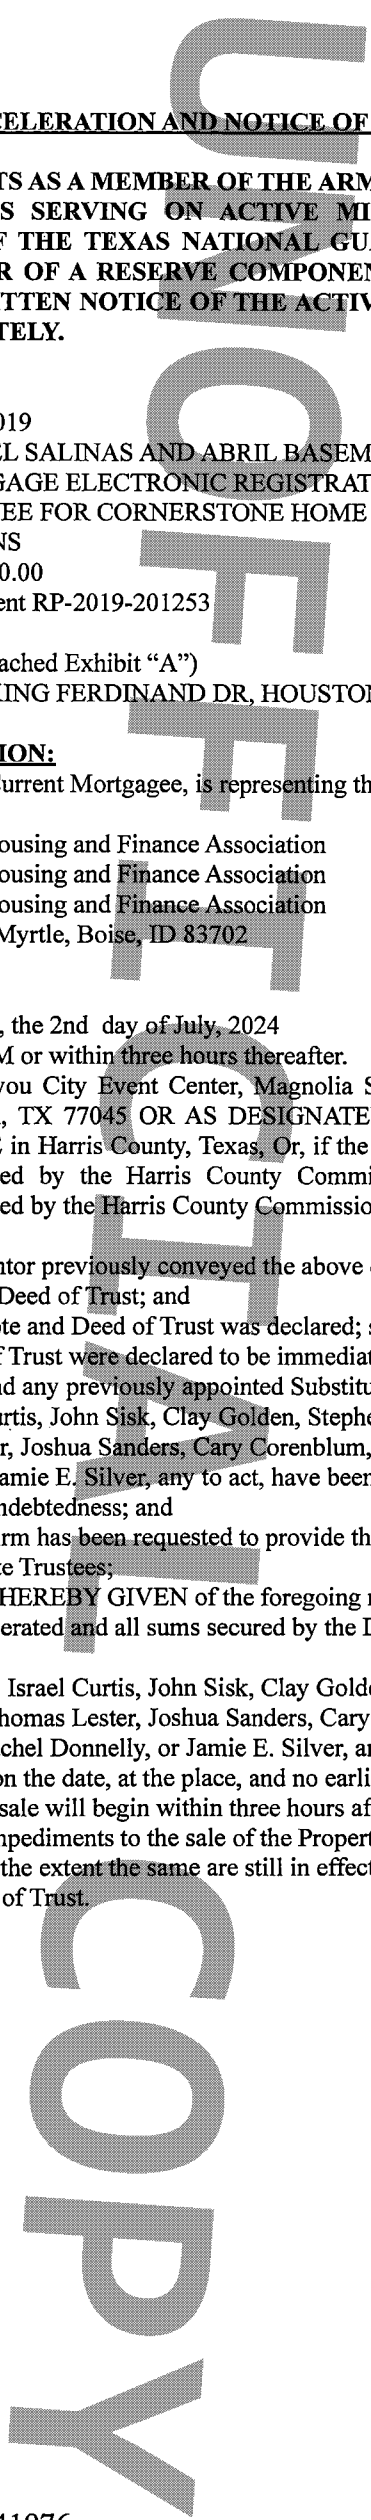 CELERATION AND NOTICE OF
TS AS A MEMBER OF THE ARM
S SERVING ON ACTIVE MI
F THE TEXAS NATIONAL GU
R OF A RESERVE COMPONEN
TTEN NOTICE OF THE ACTIV
TELY.
019
EL SALINAS AND ABRIL BASEM
GAGE ELECTRONIC REGISTRAT
EE FOR CORNERSTONE HOME
NS
0.00
ent RP-2019-201253
ached Exhibit “A”)
KING FERDINAND DR, HOUSTON
ION:
Current Mortgagee, is representing th
ousing and Finance Association
ousing and Finance Association
ousing and Finance Association
Myrtle, Boise, ID 83702
, the 2nd day of July, 2024
M or within three hours thereafter.
you City Event Center, Magnolia S
, TX 77045 OR AS DESIGNATE
E in Harris County, Texas, Or, if the
ed by the Harris County Commi
ed by the Harris County Commissio
ntor previously conveyed the above
Deed of Trust; and
ote and Deed of Trust was declared; s
f Trust were declared to be immediat
nd any previously appointed Substitu
urtis, John Sisk, Clay Golden, Stephe
r, Joshua Sanders, Cary Corenblum,
amie E. Silver, any to act, have been
ndebtedness; and
rm has been requested to provide th
te Trustees;
HEREBY GIVEN of the foregoing
erated and all sums secured by the D
Israel Curtis, John Sisk, Clay Golde
homas Lester, Joshua Sanders, Cary
chel Donnelly, or Jamie E. Silver, an
on the date, at the place, and no earli
sale will begin within three hours af
mpediments to the sale of the Propert
the extent the same are still in effect
of Trust.
UNOFFICIAL COPY